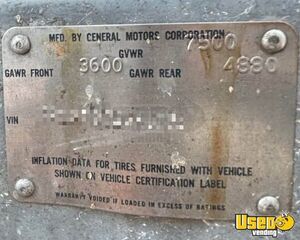 MFD. BY GENERAL MOTORS CORPORATION
GVWR 7500
GAWR FRONT 3600 GAWR REAR 4880
VIN
INFLATION DATA FOR TIRES FURNISHED WITH VEHICLE
SHOWN ON VEHICLE CERTIFICATION LABEL
WARRANTY VOIDED IF LOADED IN EXCESS OF RATINGS
Used
vending